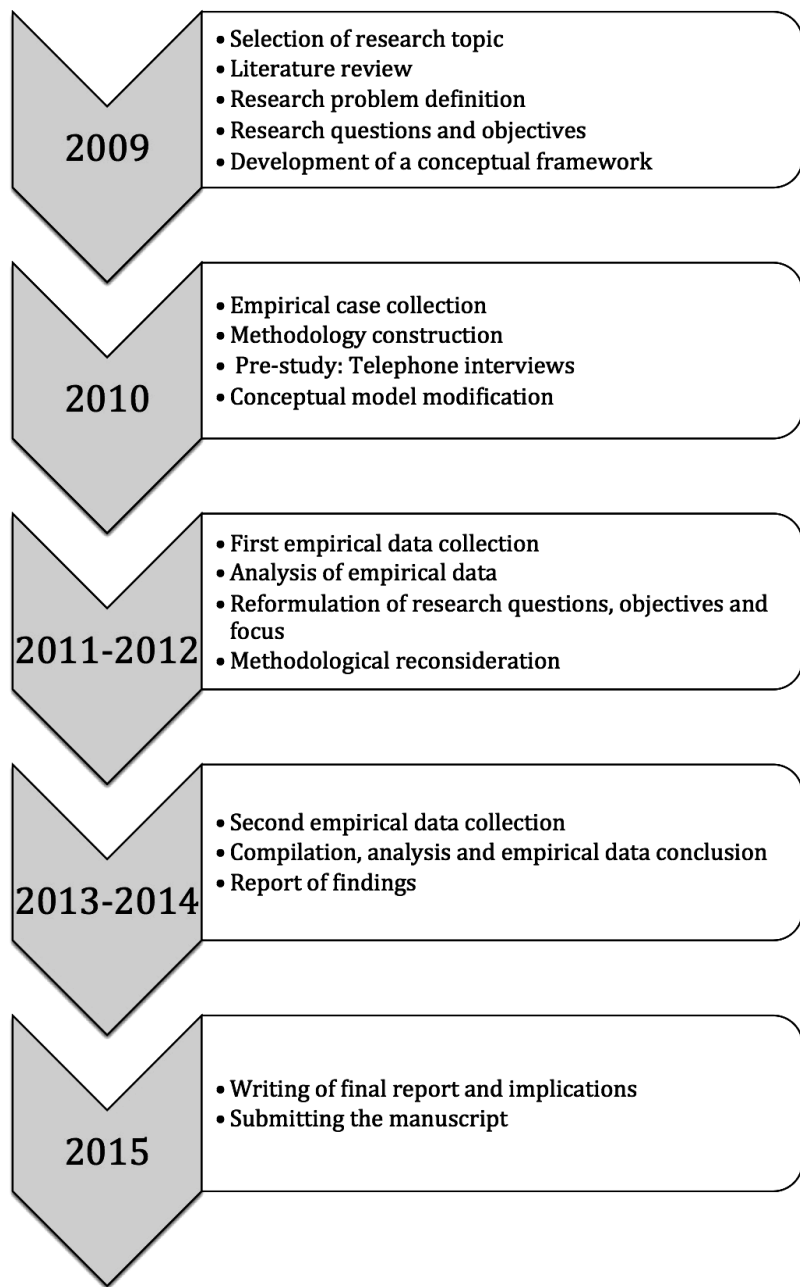 2009
• Selection of research topic
• Literature review
• Research problem definition
• Research questions and objectives
• Development of a conceptual framework
2010
• Empirical case collection
• Methodology construction
• Pre-study: Telephone interviews
• Conceptual model modification
2011-2012
• First empirical data collection
• Analysis of empirical data
• Reformulation of research questions, objectives and
focus
• Methodological reconsideration
2013-2014
• Second empirical data collection
• Compilation, analysis and empirical data conclusion
• Report of findings
2015
• Writing of final report and implications
• Submitting the manuscript